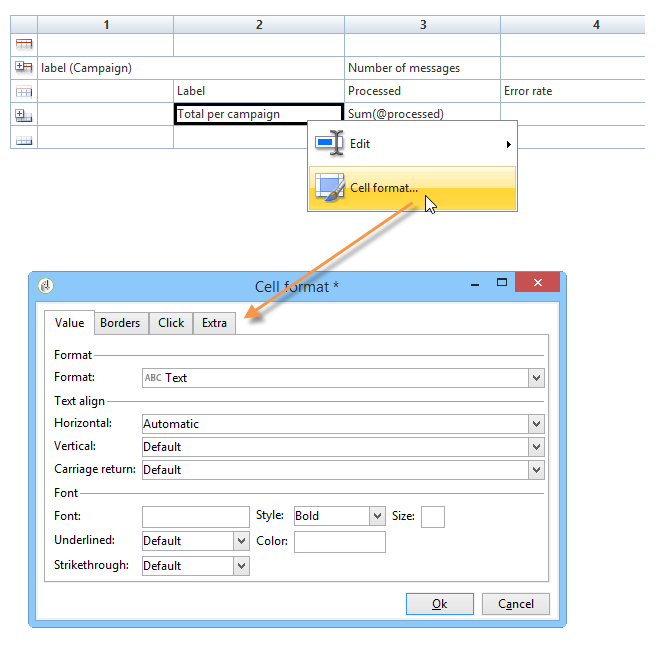 1 2 3 4
label (Campaign) Number of messages
Label Processed Error rate
Total per campaign Sum(@processed)
Edit
Cell format...
Cell format *
Value Borders Click Extra
Format
Format: ABC Text
Text align
Horizontal: Automatic
Vertical: Default
Carriage return: Default
Font
Font: Style: Bold Size:
Underlined: Default Color:
Strikethrough: Default
Ok Cancel